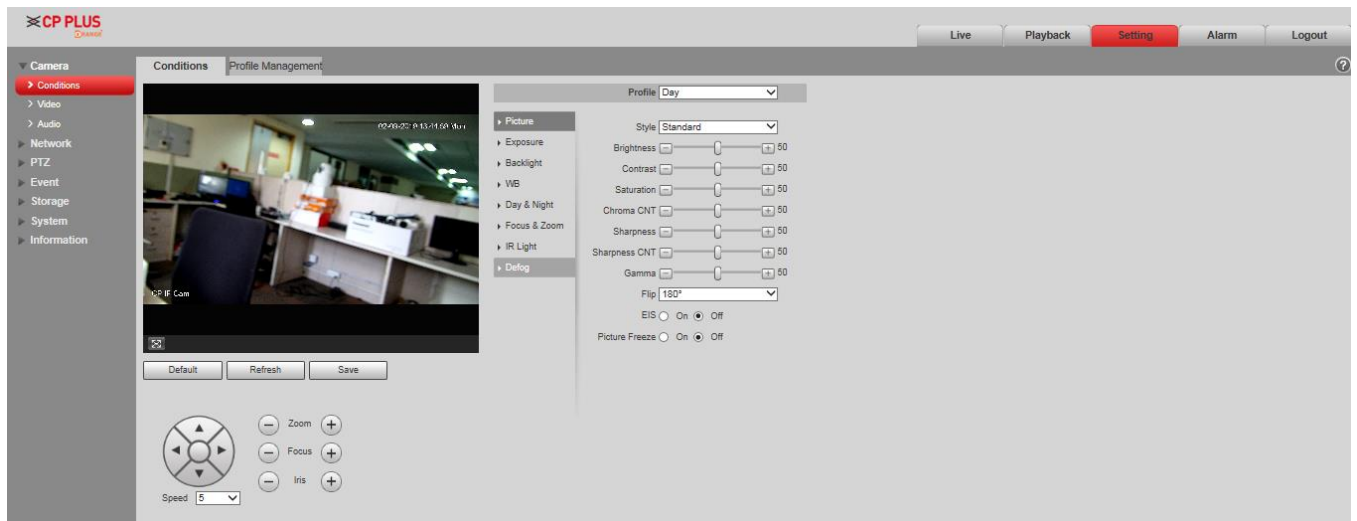 CP PLUS
ORANGE
Live Playback Setting Alarm Logout
Camera
Conditions
Video
Audio
Network
PTZ
Event
Storage
System
Information
Conditions Profile Management
CP IP Cam
Default Refresh Save
Zoom
Focus
Iris
Speed 5
Profile Day
Picture
Exposure
Backlight
WB
Day & Night
Focus & Zoom
IR Light
Defog
Style Standard
Brightness 50
Contrast 50
Saturation 50
Chroma CNT 50
Sharpness 50
Sharpness CNT 50
Gamma 50
Flip 180°
EIS On Off
Picture Freeze On Off